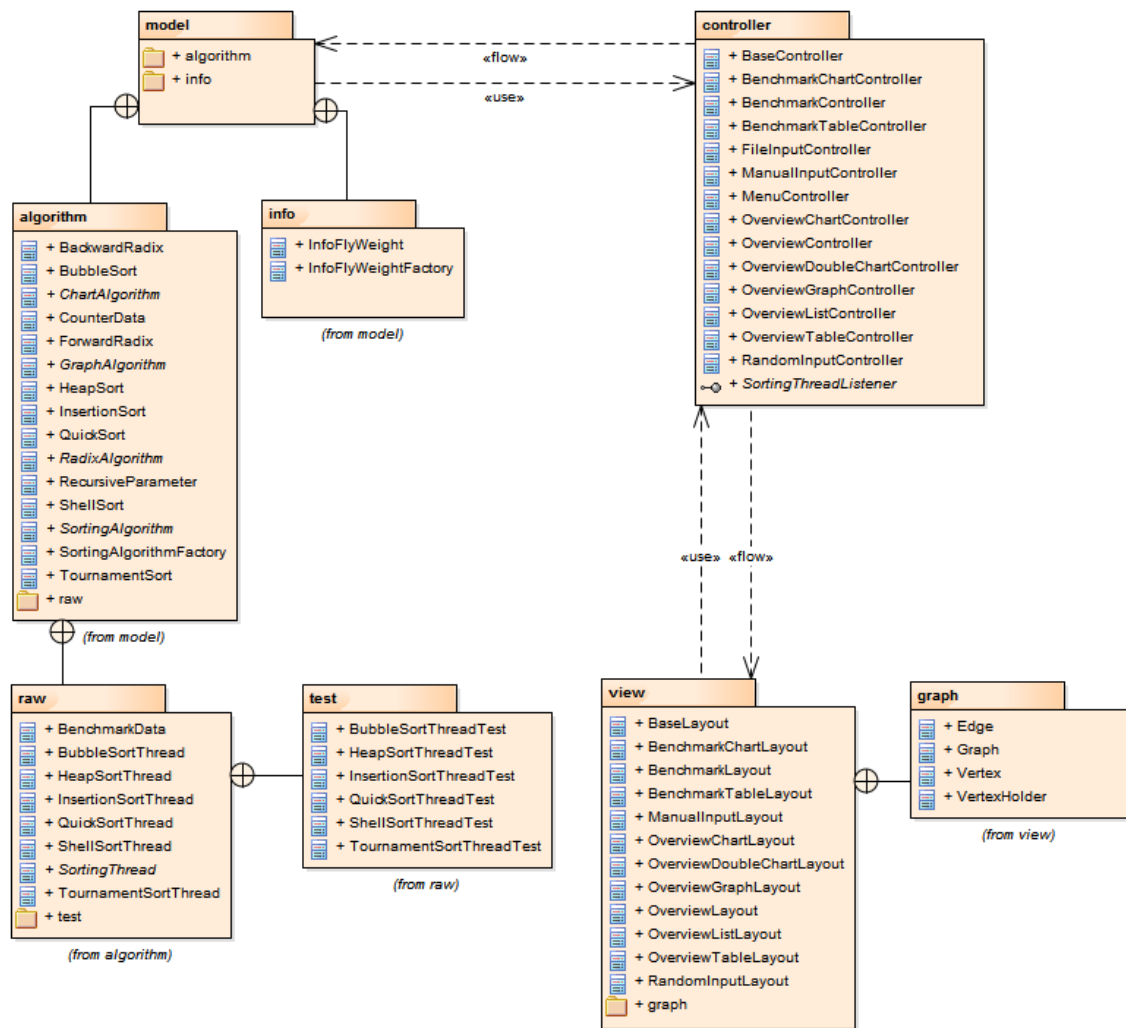 model
+ algorithm
+ info
«flow»
«use»
controller
+ BaseController
+ BenchmarkChartController
+ BenchmarkController
+ BenchmarkTableController
+ FileInputController
+ ManualInputController
+ MenuController
+ OverviewChartController
+ OverviewController
+ OverviewDoubleChartController
+ OverviewGraphController
+ OverviewListController
+ OverviewTableController
+ RandomInputController
+ SortingThreadListener
algorithm
+ BackwardRadix
+ BubbleSort
+ ChartAlgorithm
+ CounterData
+ ForwardRadix
+ GraphAlgorithm
+ HeapSort
+ InsertionSort
+ QuickSort
+ RadixAlgorithm
+ RecursiveParameter
+ ShellSort
+ SortingAlgorithm
+ SortingAlgorithmFactory
+ TournamentSort
+ raw
(from model)
info
+ InfoFlyWeight
+ InfoFlyWeightFactory
(from model)
«use» «flow»
raw
+ BenchmarkData
+ BubbleSortThread
+ HeapSortThread
+ InsertionSortThread
+ QuickSortThread
+ ShellSortThread
+ SortingThread
+ TournamentSortThread
+ test
(from algorithm)
test
+ BubbleSortThreadTest
+ HeapSortThreadTest
+ InsertionSortThreadTest
+ QuickSortThreadTest
+ ShellSortThreadTest
+ TournamentSortThreadTest
(from raw)
view
+ BaseLayout
+ BenchmarkChartLayout
+ BenchmarkLayout
+ BenchmarkTableLayout
+ ManualInputLayout
+ OverviewChartLayout
+ OverviewDoubleChartLayout
+ OverviewGraphLayout
+ OverviewLayout
+ OverviewListLayout
+ OverviewTableLayout
+ RandomInputLayout
+ graph
graph
+ Edge
+ Graph
+ Vertex
+ VertexHolder
(from view)